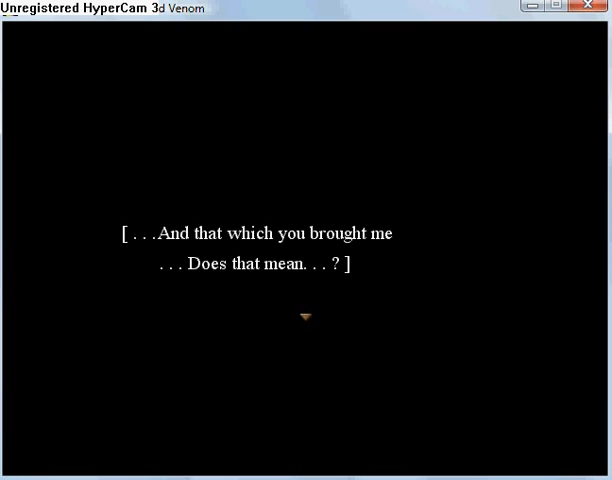 Unregistered HyperCam 3d Venom
[ . . .And that which you brought me
. . . Does that mean. . . ? ]